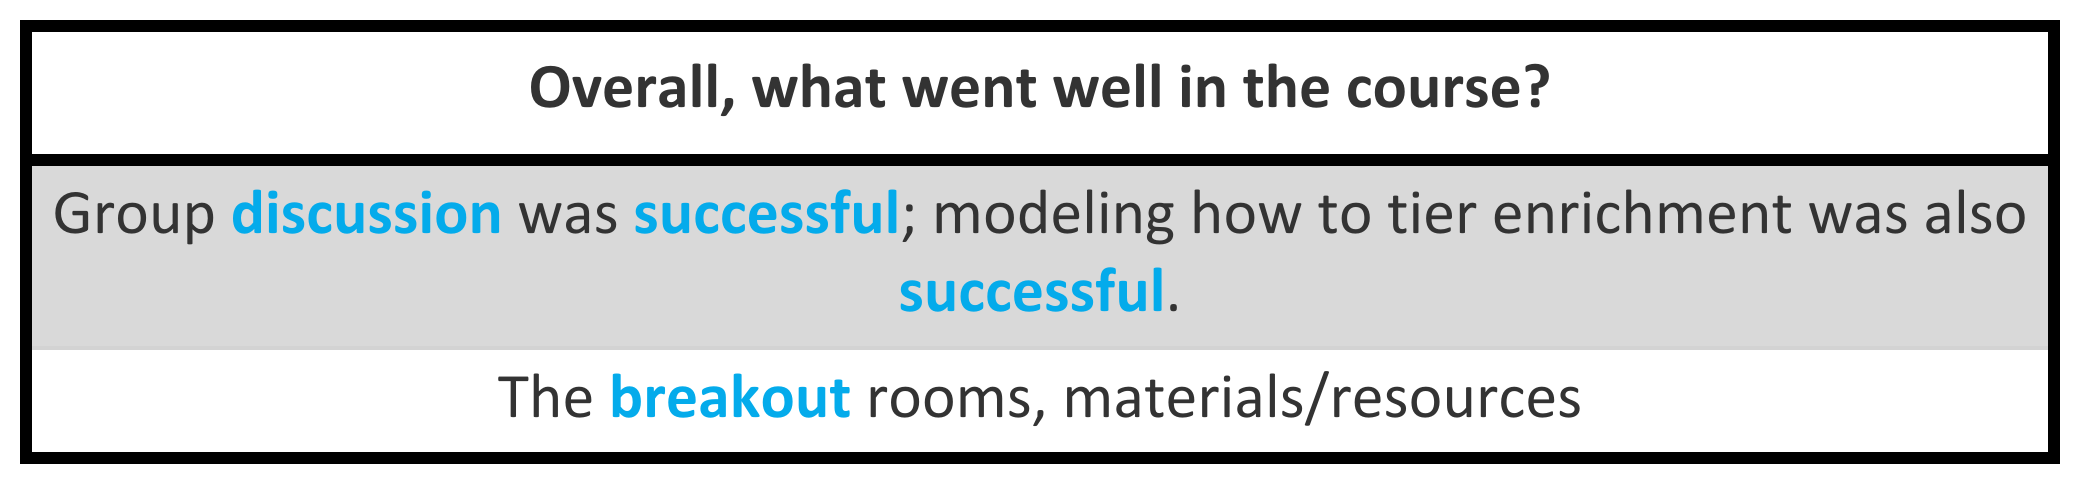 Overall, what went well in the course?
Group discussion was successful; modeling how to tier enrichment was also
successful.
The breakout rooms, materials/resources